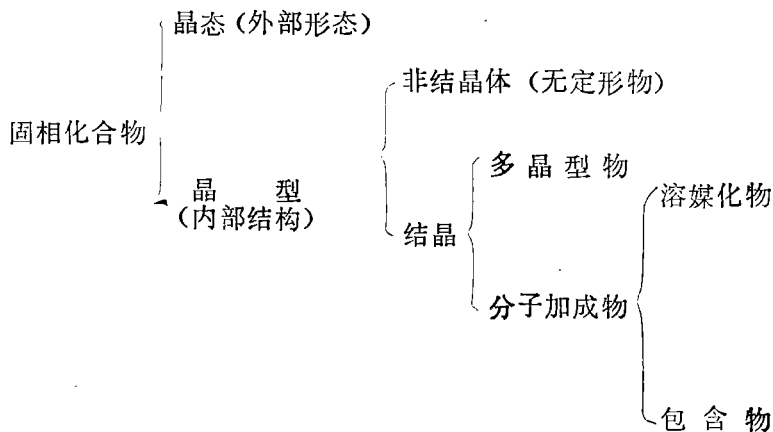 晶态(外部形态)
非结晶体(无定形物)
固相化合物
多晶型物
晶型
(内部结构)
溶媒化物
结晶
分子加成物
包含物